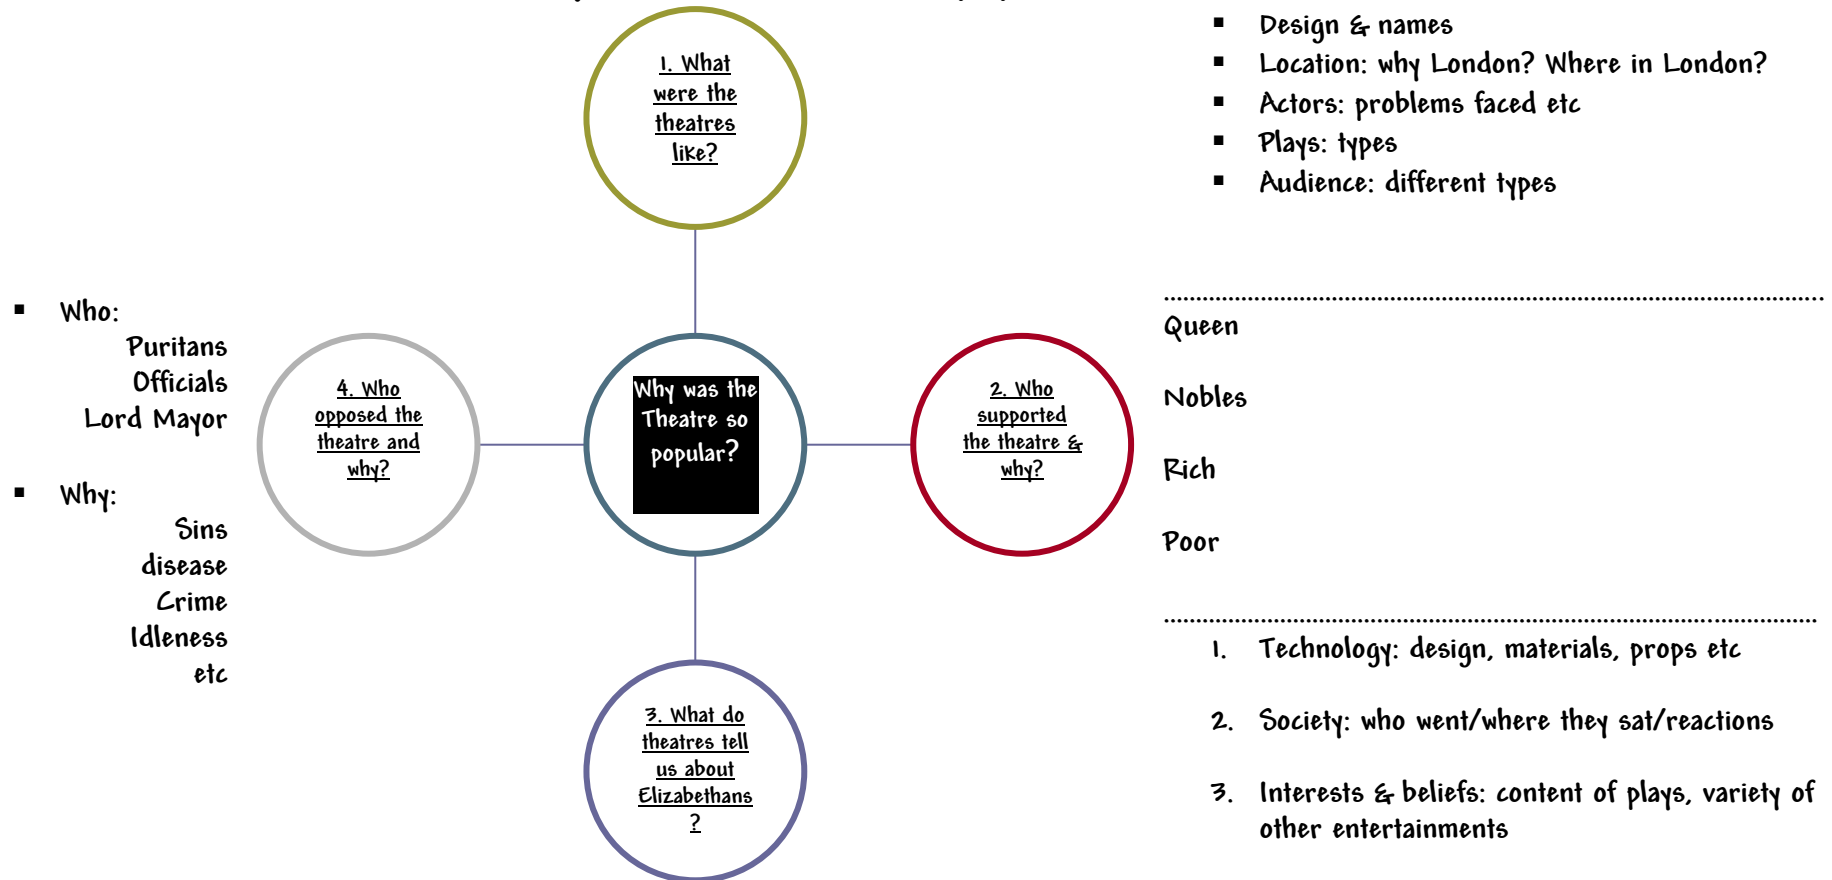 1. What
were the
theatres
like?
▪ Design & names
▪ Location: why London? Where in London?
▪ Actors: problems faced etc
▪ Plays: types
▪ Audience: different types
▪ Who:
Puritans
Officials
Lord Mayor
▪ Why:
Sins
disease
Crime
Idleness
etc
4. Who
opposed the
theatre and
why?
Why was the
Theatre so
popular?
2. Who
supported
the theatre &
why?
Queen
Nobles
Rich
Poor
3. What do
theatres tell
us about
Elizabethans
?
1. Technology: design, materials, props etc
2. Society: who went/where they sat/reactions
3. Interests & beliefs: content of plays, variety of
other entertainments